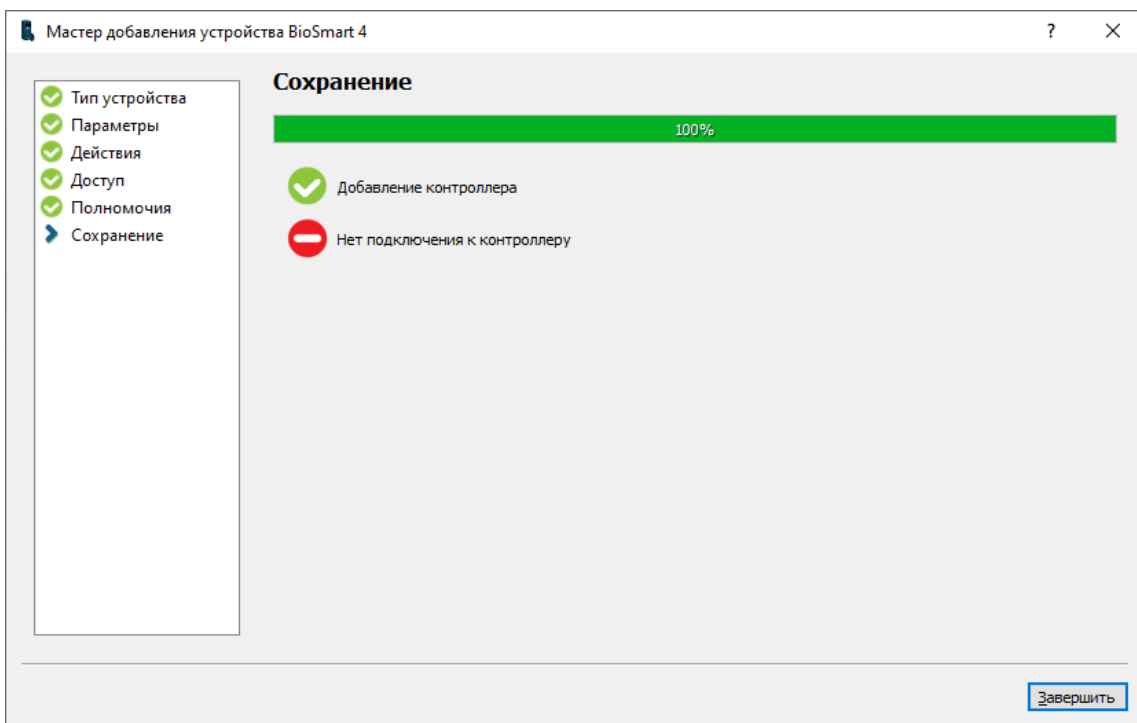 Мастер добавления устройства BioSmart 4
?
Тип устройства
Параметры
Действия
Доступ
Полномочия
Сохранение
Сохранение
100%
Добавление контроллера
Нет подключения к контроллеру
Завершить